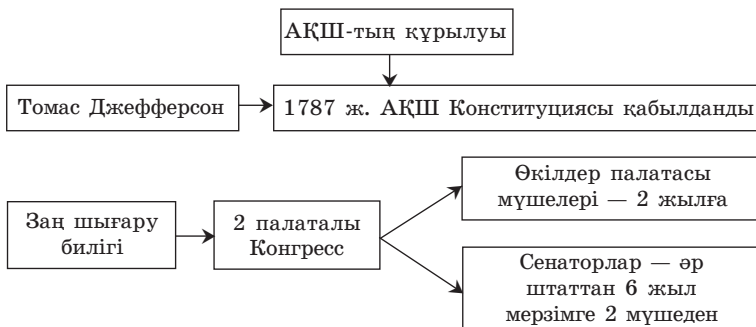 АҚШ-тың құрылуы
Томас Джефферсон
1787 ж. АҚШ Конституциясы қабылданды
Заң шығару
билігі
2 палаталы
Конгресс
Өкілдер палатасы
мүшелері — 2 жылға
Сенаторлар — әр
штаттан 6 жыл
мерзімге 2 мүшеден